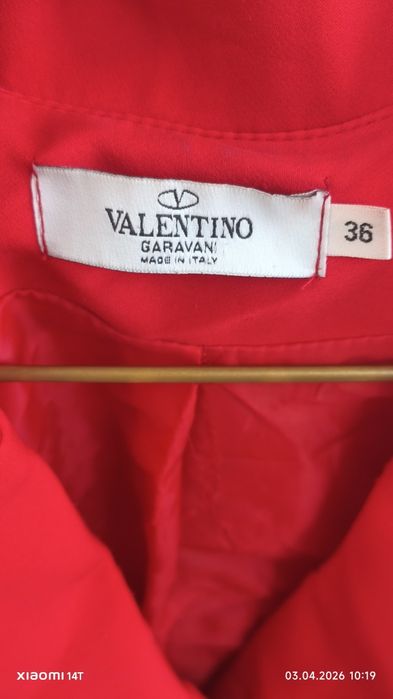 VALENTINO
GARAVANI
MADE IN ITALY
36
XIAOMI 14T
03.04.2026 10:19